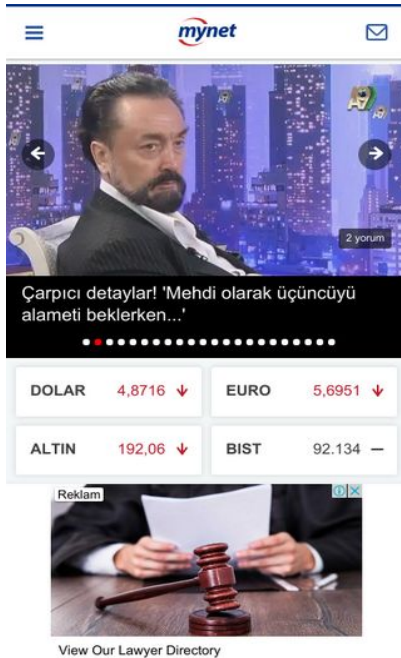 mynet
A9
2 yorum
Çarpıcı detaylar! 'Mehdi olarak üçüncüyü
alameti beklerken...'
DOLAR 4,8716
EURO 5,6951
ALTIN 192,06
BIST 92.134
Reklam
View Our Lawyer Directory